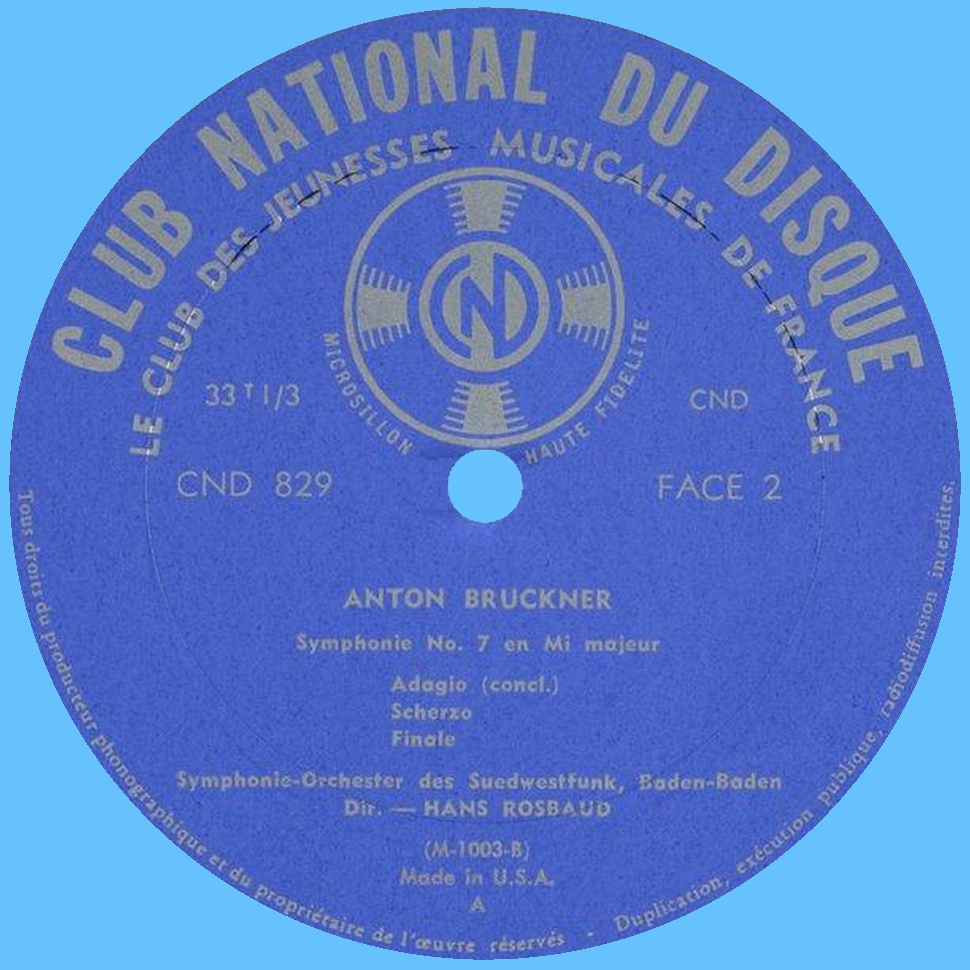 CLUB NATIONAL DU DISQUE
LE CLUB DES JEUNESSES MUSICALES DE FRANCE
CND
MICROSILLON
HAUTE FIDELITE
33 T 1/3
CND
CND 829
FACE 2
ANTON BRUCKNER
Symphonie No. 7 en Mi majeur
Adagio (concl.)
Scherzo
Finale
Symphonie-Orchester des Suedwestfunk, Baden-Baden
Dir. — HANS ROSBAUD
(M-1003-B)
Made in U.S.A.
A
Tous droits du producteur phonographique et du propriétaire de l'œuvre réservés - Duplication, exécution publique, radiodiffusion interdites.